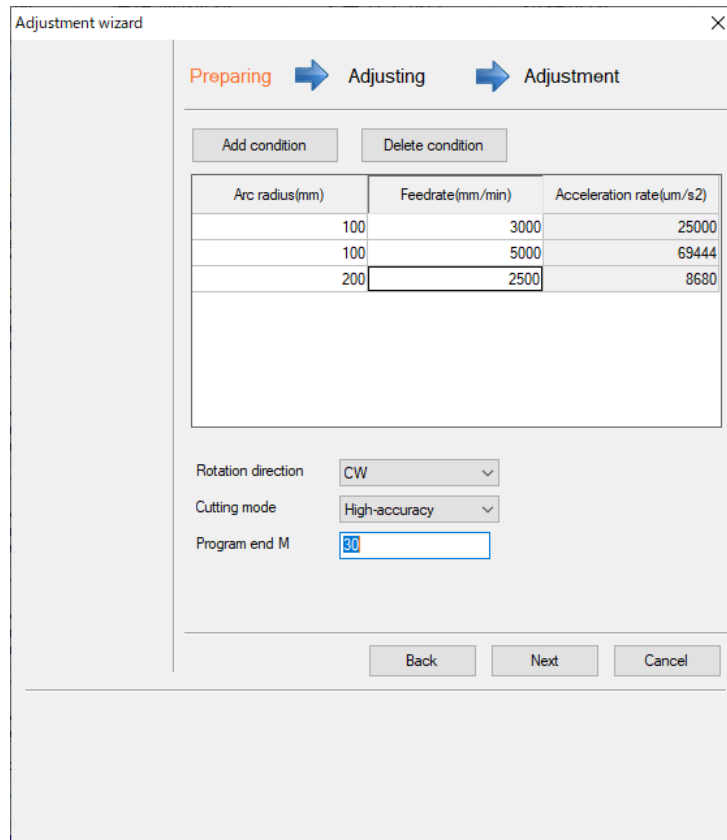 Adjustment wizard
Preparing Adjusting Adjustment
Add condition Delete condition
Arc radius(mm) Feedrate(mm/min) Acceleration rate(um/s2)
100 3000 25000
100 5000 69444
200 2500 8680
Rotation direction CW
Cutting mode High-accuracy
Program end M 30
Back Next Cancel